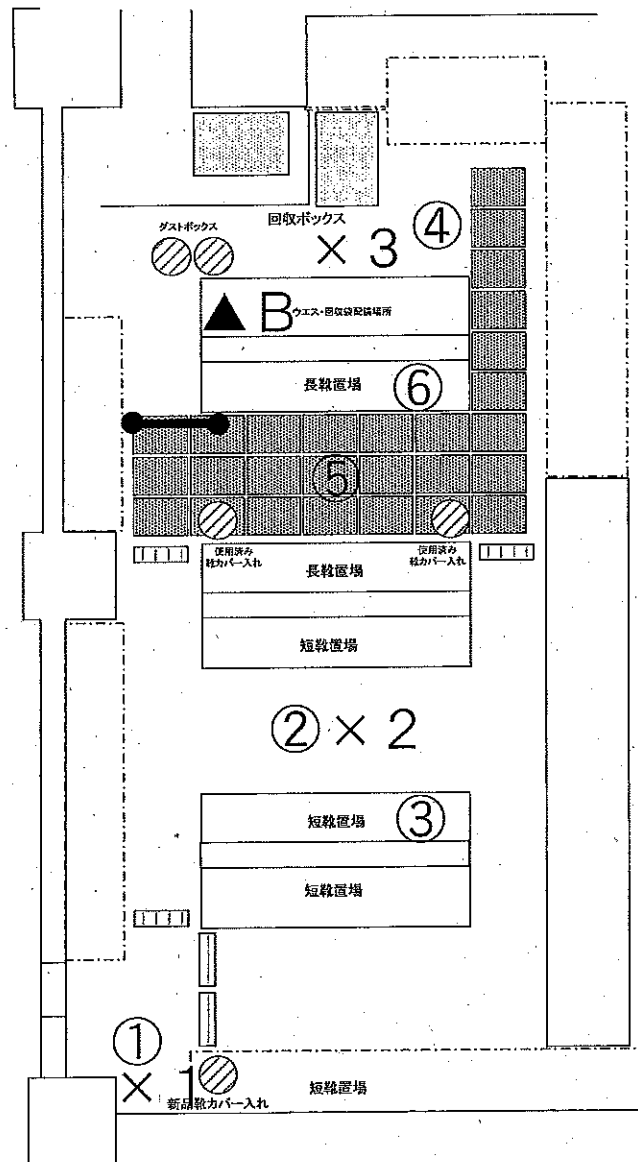 回収ボックス
④
ダストボックス
× 3
▲ B ウエス・回収袋配備場所
長靴置場
⑥
⑤
使用済み
靴カバー入れ
使用済み
靴カバー入れ
長靴置場
短靴置場
② × 2
短靴置場
③
短靴置場
①
× 1
新品靴カバー入れ
短靴置場